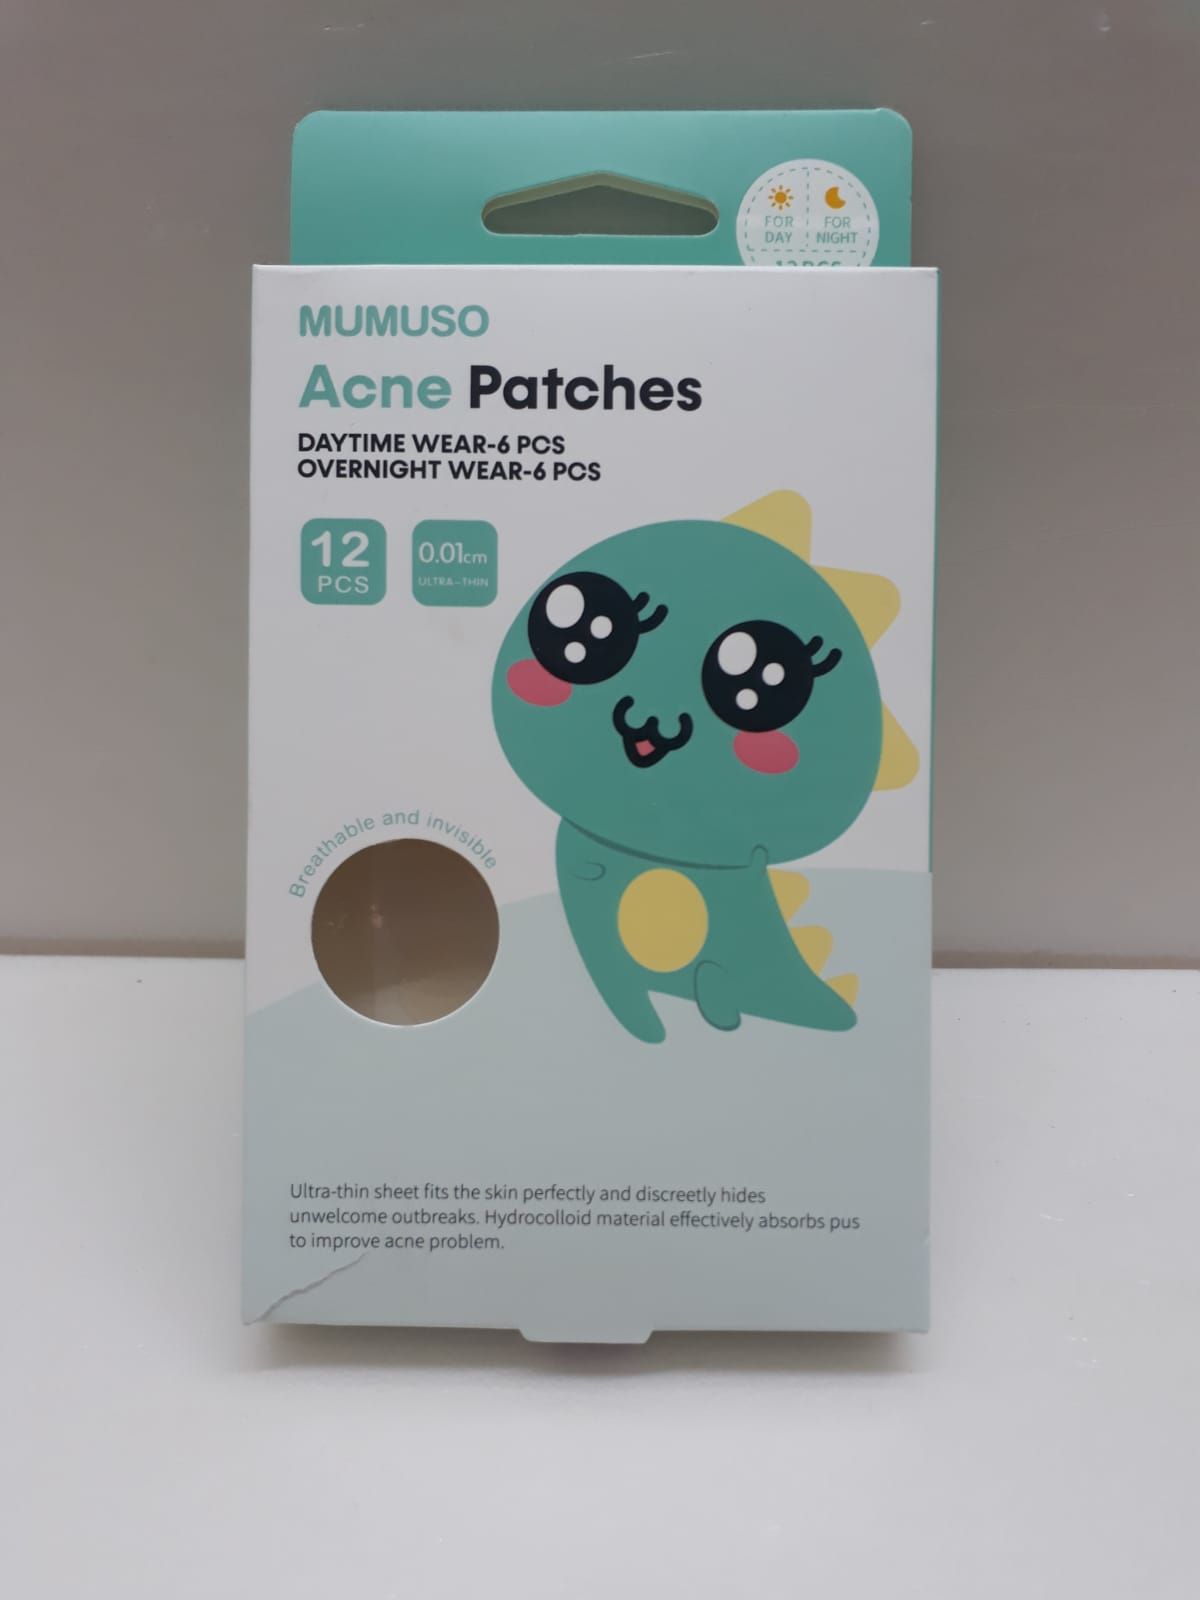 FOR DAY
FOR NIGHT
12 PCS
MUMUSO
Acne Patches
DAYTIME WEAR-6 PCS
OVERNIGHT WEAR-6 PCS
12 PCS
0.01cm
ULTRA-THIN
Breathable and invisible
Ultra-thin sheet fits the skin perfectly and discreetly hides
unwelcome outbreaks. Hydrocolloid material effectively absorbs pus
to improve acne problem.